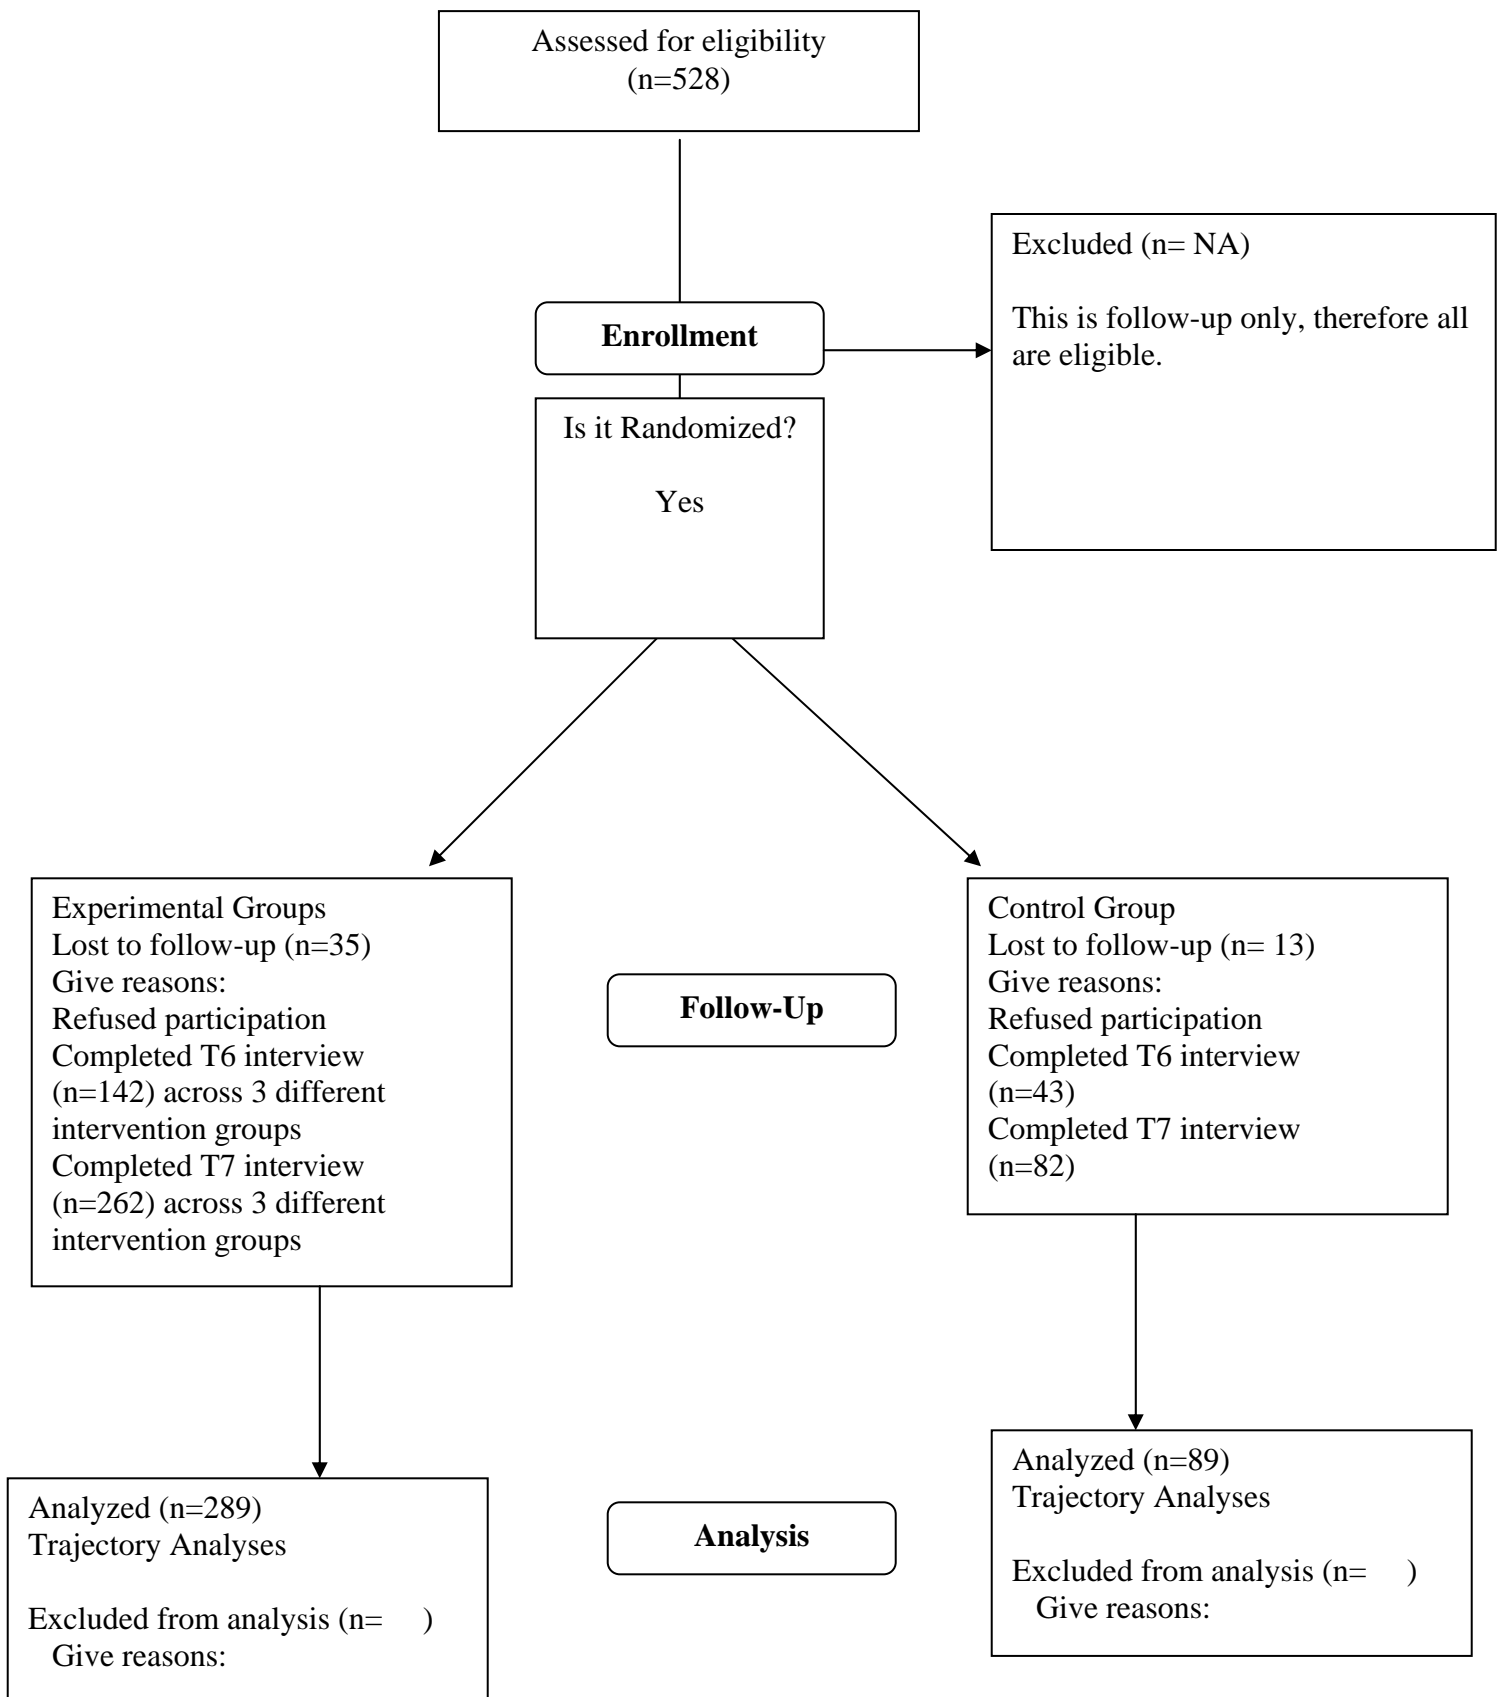 Assessed for eligibility
(n=528)
Excluded (n= NA)
This is follow-up only, therefore all
are eligible.
Enrollment
Is it Randomized?
Yes
Experimental Groups
Lost to follow-up (n=35)
Give reasons:
Refused participation
Completed T6 interview
(n=142) across 3 different
intervention groups
Completed T7 interview
(n=262) across 3 different
intervention groups
Follow-Up
Control Group
Lost to follow-up (n= 13)
Give reasons:
Refused participation
Completed T6 interview
(n=43)
Completed T7 interview
(n=82)
Analyzed (n=289)
Trajectory Analyses
Excluded from analysis (n=    )
Give reasons:
Analysis
Analyzed (n=89)
Trajectory Analyses
Excluded from analysis (n=    )
Give reasons: